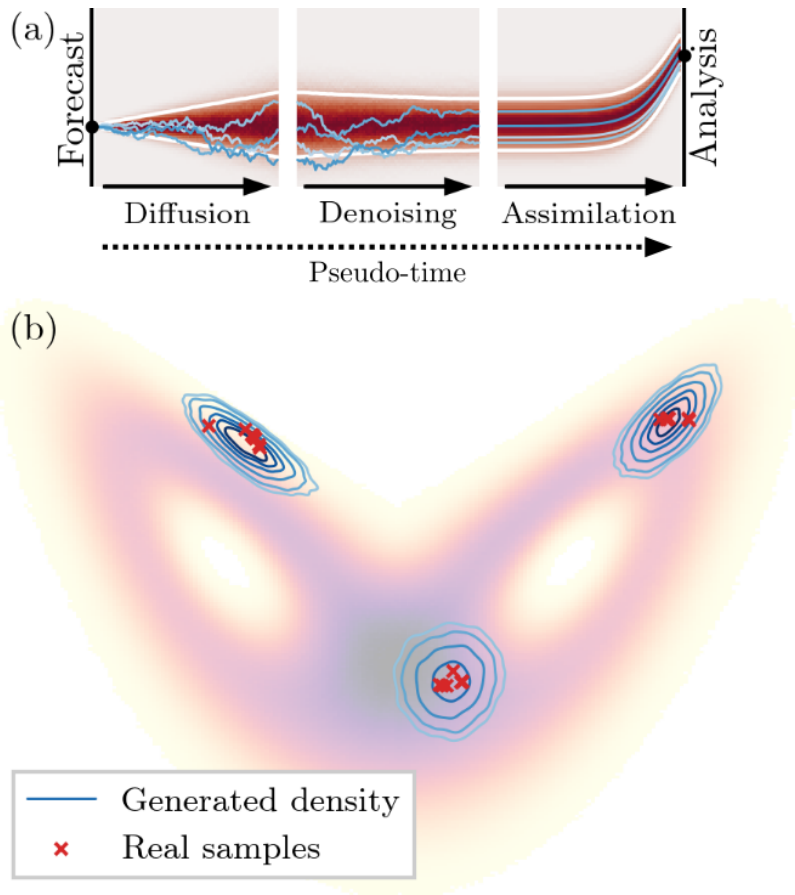 (a)
Forecast
Analysis
Diffusion
Denoising
Assimilation
Pseudo-time
(b)
Generated density
Real samples